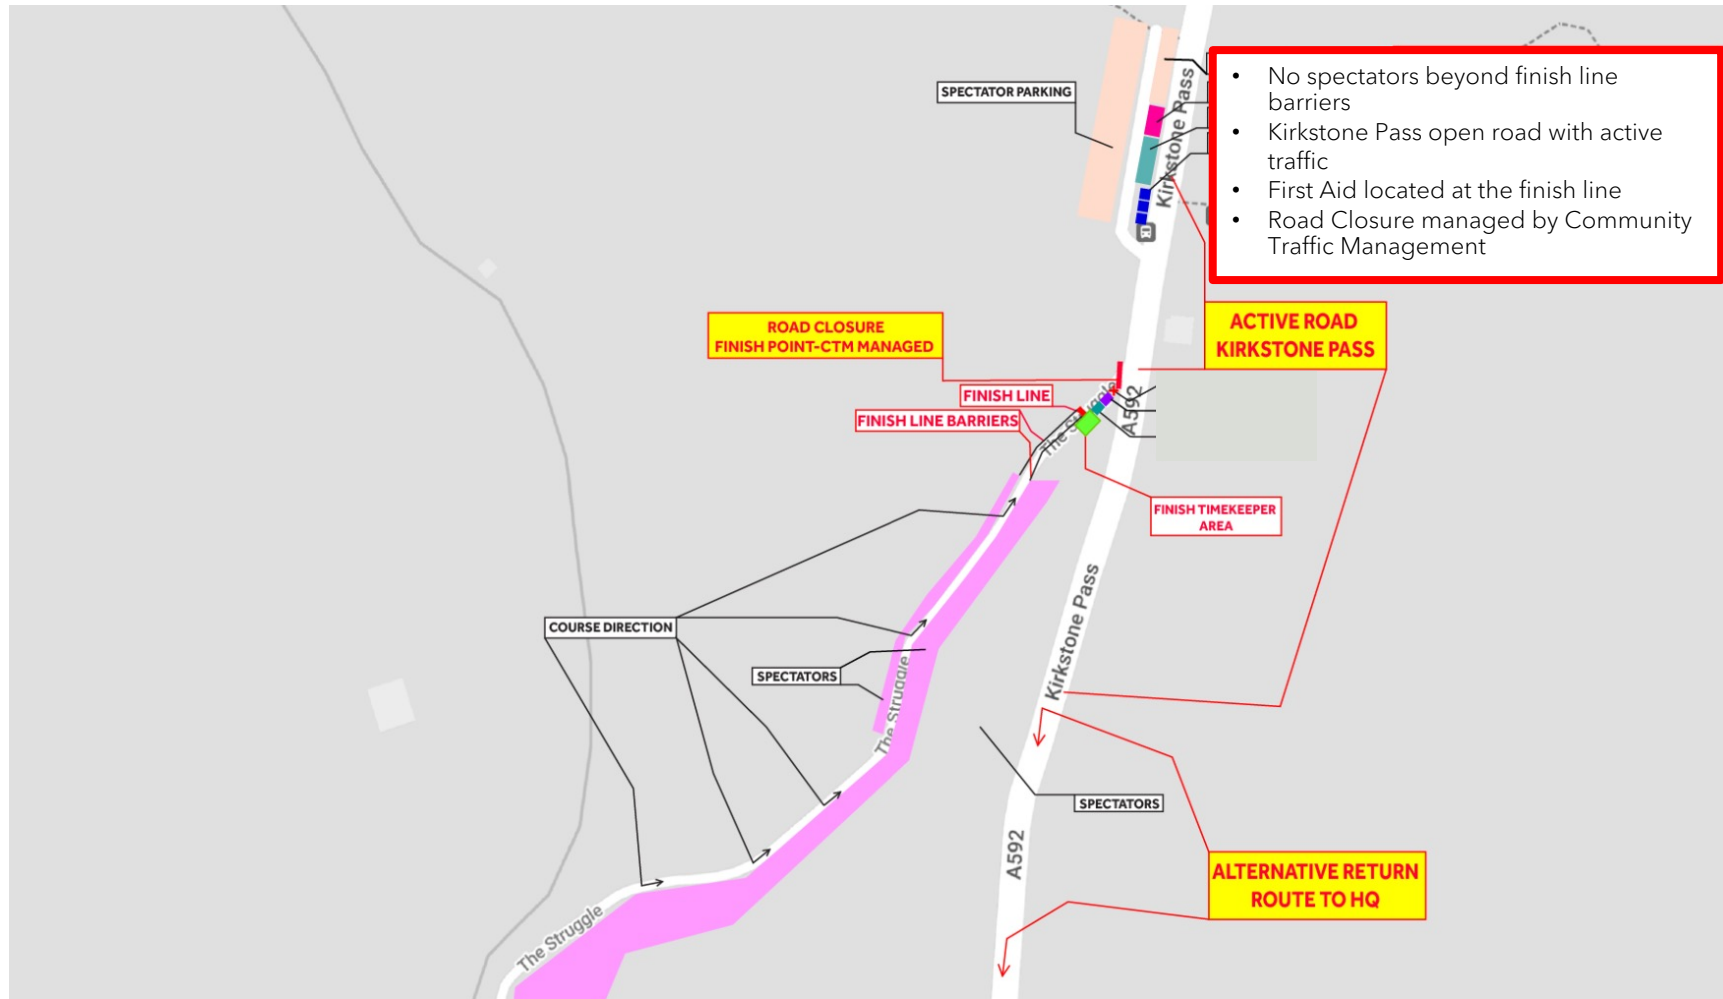 SPECTATOR PARKING
Kirkstone Pass
• No spectators beyond finish line
barriers
• Kirkstone Pass open road with active
traffic
• First Aid located at the finish line
• Road Closure managed by Community
Traffic Management
ROAD CLOSURE
FINISH POINT-CTM MANAGED
ACTIVE ROAD
KIRKSTONE PASS
FINISH LINE
FINISH LINE BARRIERS
The Struggle
A592
FINISH TIMEKEEPER
AREA
COURSE DIRECTION
SPECTATORS
The Struggle
Kirkstone Pass
SPECTATORS
A592
ALTERNATIVE RETURN
ROUTE TO HQ
The Struggle